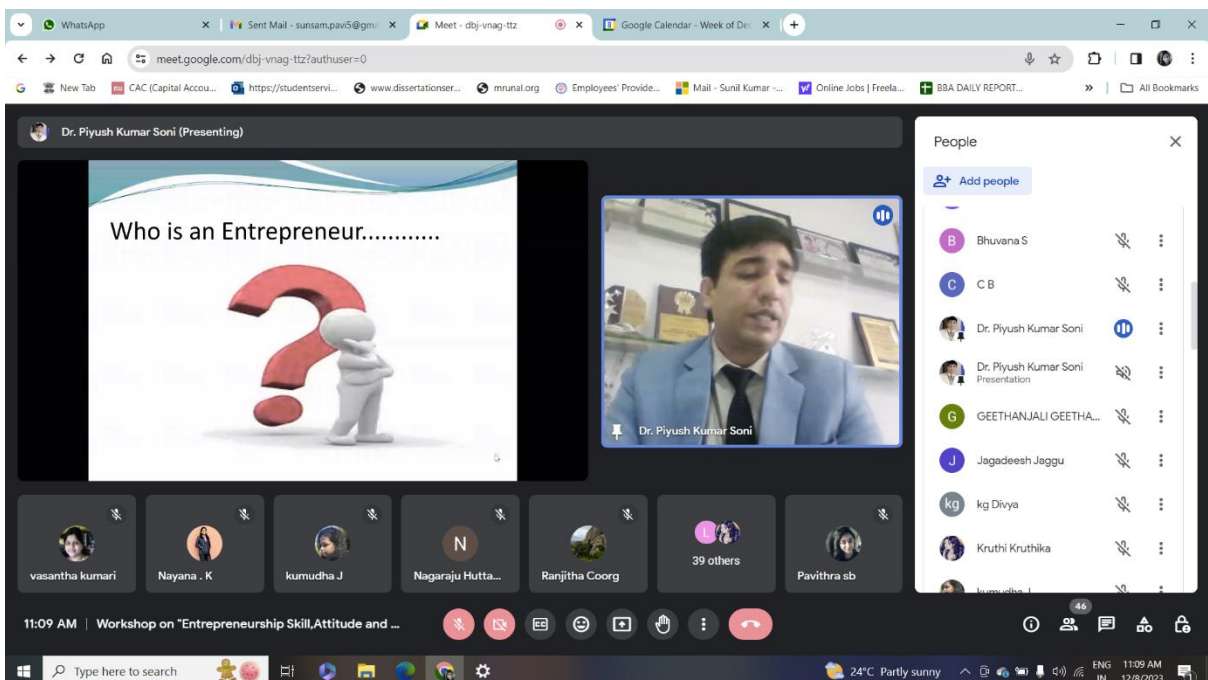 WhatsApp
Sent Mail - sunsam.pavi5@gma
Meet - dbj-vnag-ttz
Google Calendar - Week of Dec
meet.google.com/dbj-vnag-ttz?authuser=0
New Tab
CAC (Capital Accou...
https://studentservi...
www.dissertationser...
mrunal.org
Employees' Provide...
Mail - Sunil Kumar -...
Online Jobs | Freela...
BBA DAILY REPORT...
»
All Bookmarks
Dr. Piyush Kumar Soni (Presenting)
Who is an Entrepreneur............
Dr. Piyush Kumar Soni
vasantha kumari
Nayana . K
kumudha J
N
Nagaraju Hutta...
Ranjitha Coorg
L
39 others
Pavithra sb
People
Add people
B
Bhuvana S
C
C B
Dr. Piyush Kumar Soni
Dr. Piyush Kumar Soni
Presentation
G
GEETHANJALI GEETHA...
J
Jagadeesh Jaggu
kg
kg Divya
Kruthi Kruthika
kumudha J
11:09 AM | Workshop on "Entrepreneurship Skill,Attitude and ...
CC
46
Type here to search
24°C Partly sunny
ENG
IN
11:09 AM
12/8/2023